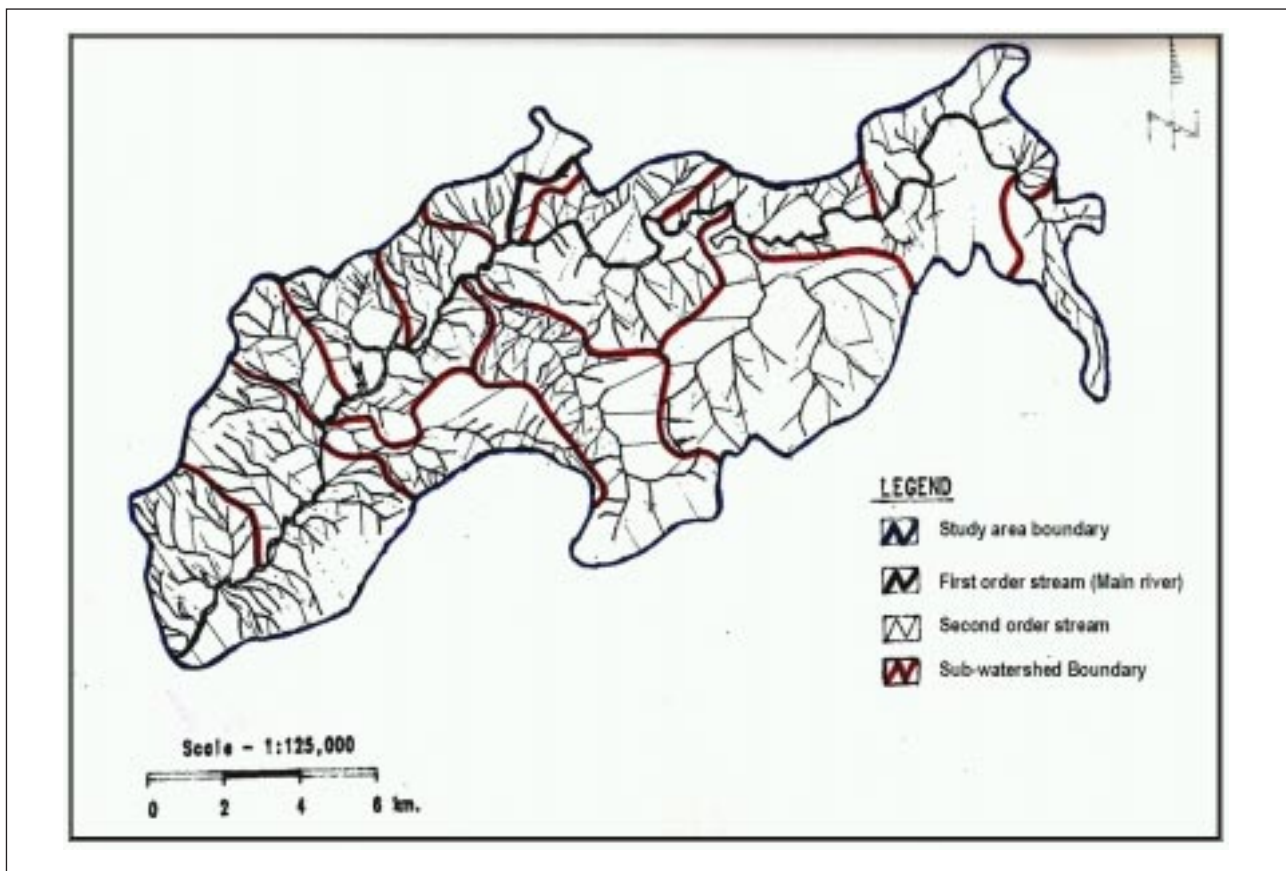 LEGEND
Study area boundary
First order stream (Main river)
Second order stream
Sub-watershed Boundary
Scale - 1:125,000
0 2 4 6 km.